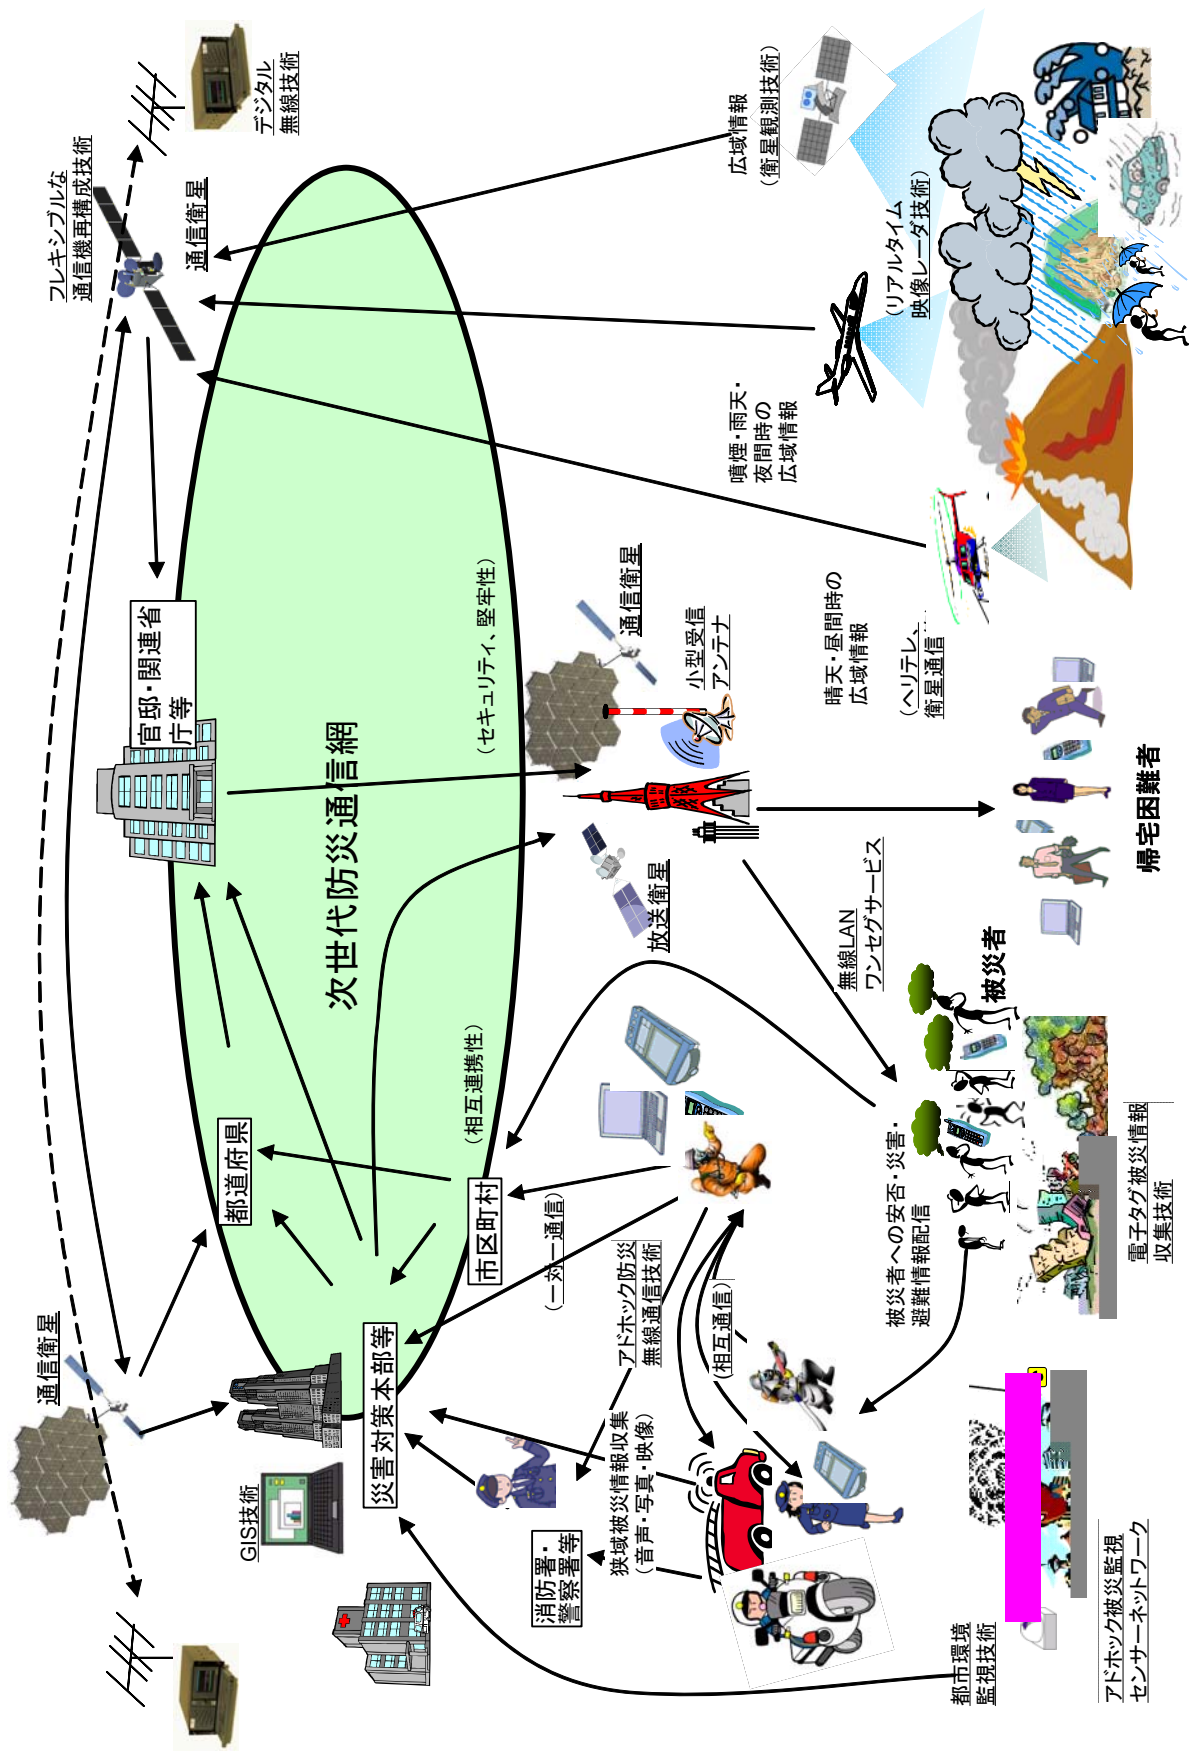 通信衛星
フレキシブルな
通信機再構成技術
通信衛星
デジタル
無線技術
GIS技術
官邸・関連省
庁等
都道府県
次世代防災通信網
災害対策本部等
市区町村
(相互連携性)
(セキュリティ、堅牢性)
消防署・
警察署等
(一対一通信)
狭域被災情報収集
(音声・写真・映像)
アドホック防災
無線通信技術
(相互通信)
放送衛星
通信衛星
小型受信
アンテナ
噴煙・雨天・
夜間時の
広域情報
広域情報
(衛星観測技術)
無線LAN
ワンセグサービス
晴天・昼間時の
広域情報
(ヘリテレ、
衛星通信
(リアルタイム
映像レーダ技術)
被災者への安否・災害・
避難情報配信
被災者
帰宅困難者
都市環境
監視技術
アドホック被災監視
センサーネットワーク
電子タグ被災情報
収集技術